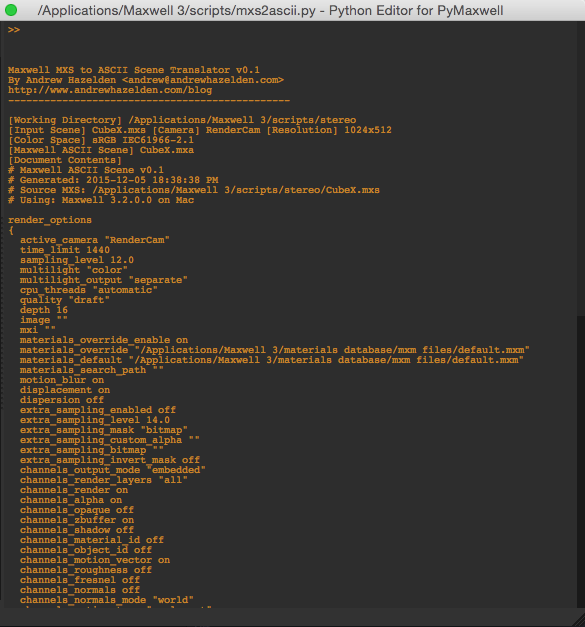 /Applications/Maxwell 3/scripts/mxs2ascii.py - Python Editor for PyMaxwell
>>
Maxwell MXS to ASCII Scene Translator v0.1
By Andrew Hazelden <andrew@andrewhazelden.com>
http://www.andrewhazelden.com/blog
-----------------------------------------------
[Working Directory] /Applications/Maxwell 3/scripts/stereo
[Input Scene] CubeX.mxs [Camera] RenderCam [Resolution] 1024x512
[Color Space] sRGB IEC61966-2.1
[Maxwell ASCII Scene] CubeX.mxa
[Document Contents]
# Maxwell ASCII Scene v0.1
# Generated: 2015-12-05 18:38:38 PM
# Source MXS: /Applications/Maxwell 3/scripts/stereo/CubeX.mxs
# Using: Maxwell 3.2.0.0 on Mac
render_options
{
active_camera "RenderCam"
time_limit 1440
sampling_level 12.0
multilight "color"
multilight_output "separate"
cpu_threads "automatic"
quality "draft"
depth 16
image ""
mxi ""
materials_override_enable on
materials_override "/Applications/Maxwell 3/materials database/mxm files/default.mxm"
materials_default "/Applications/Maxwell 3/materials database/mxm files/default.mxm"
materials_search_path ""
motion_blur on
displacement on
dispersion off
extra_sampling_enabled off
extra_sampling_level 14.0
extra_sampling_mask "bitmap"
extra_sampling_custom_alpha ""
extra_sampling_bitmap ""
extra_sampling_invert_mask off
channels_output_mode "embedded"
channels_render_layers "all"
channels_render on
channels_alpha on
channels_opaque off
channels_zbuffer on
channels_shadow off
channels_material_id off
channels_object_id off
channels_motion_vector on
channels_roughness off
channels_fresnel off
channels_normals off
channels_normals_mode "world"